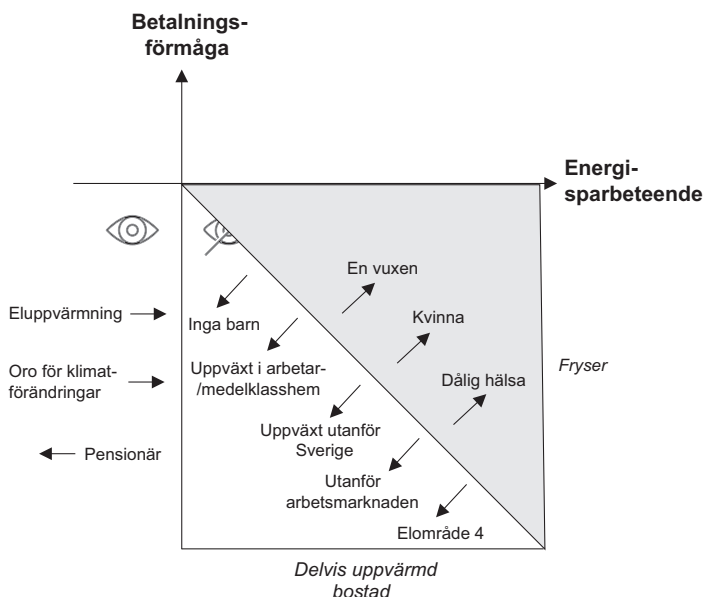 Betalnings-
förmåga
Energi-
sparbeteende
En vuxen
Eluppvärmning
Inga barn
Kvinna
Oro för klimat-
förändringar
Uppväxt i arbetar-
/medelklasshem
Dålig hälsa
Fryser
Pensionär
Uppväxt utanför
Sverige
Utanför
arbetsmarknaden
Elområde 4
Delvis uppvärmd
bostad